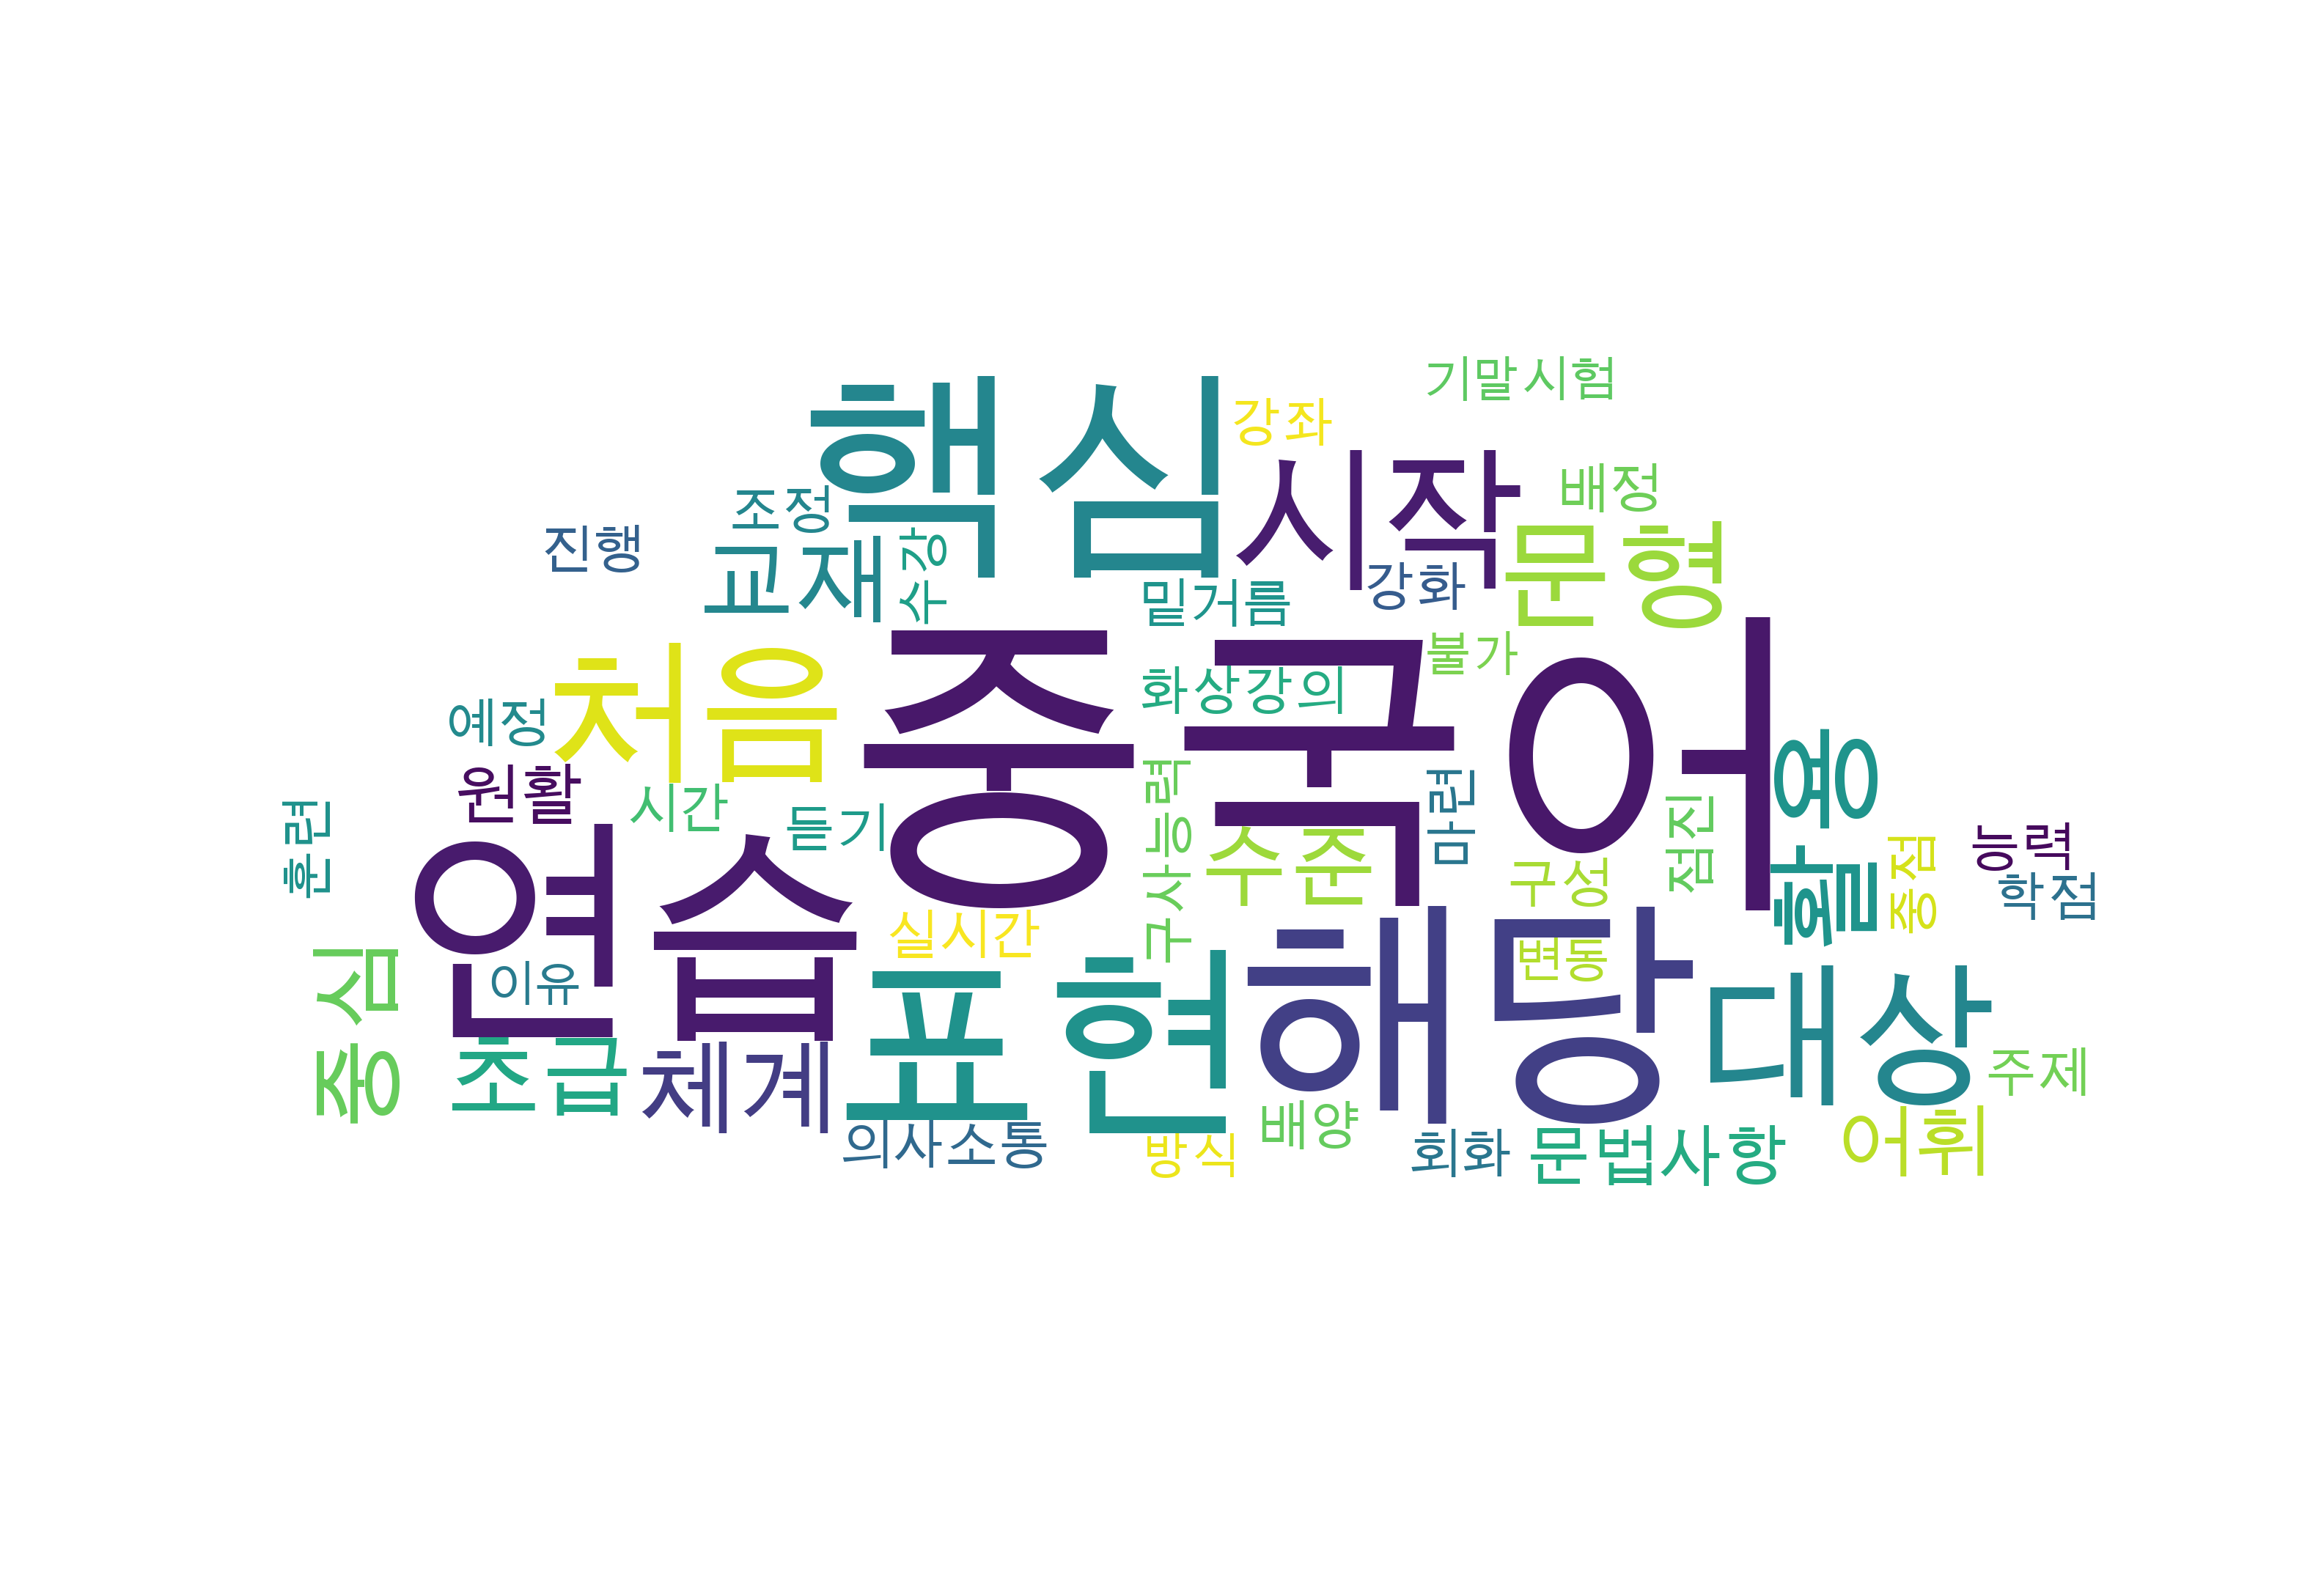 기말시험
강좌
핵심
시작
배정
조정
진행
문형
교재
수강
강화
밑거름
불가
처음
중국어
화상강의
예정
원활
시간
듣기
구사능력
수준
훈련
구성
점진
활용
중점
능력
학점
연습
실시간
이유
변동
해당
대상
표현
중심
초급
체계
주제
의사소통
방식
배양
회화
문법사항
어휘